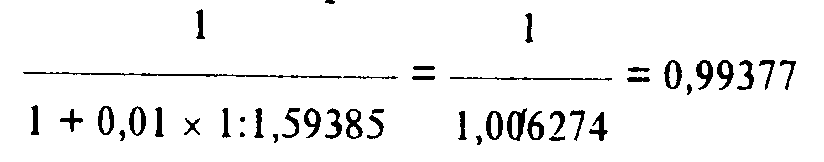 1 1
= = 0,99377
1 + 0,01 × 1:1,59385 1,006274